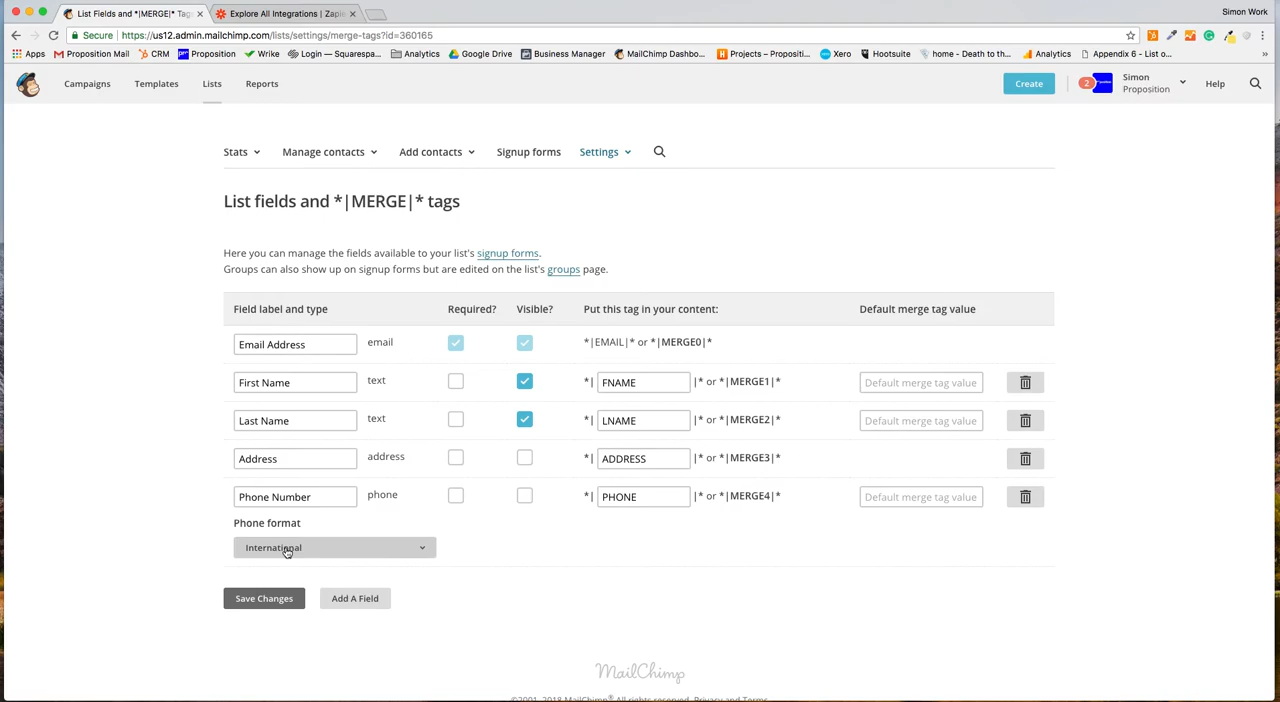 List fields and *|MERGE|* Tag
Explore All Integrations | Zapi
Simon Work
Secure https://us12.admin.mailchimp.com/lists/settings/merge-tags?id=360165
Apps Proposition Mail CRM Proposition Wrike Login — Squarespa... Analytics Google Drive Business Manager MailChimp Dashbo... Projects – Propositi... Xero Hootsuite home - Death to th... Analytics Appendix 6 - List o... »
Campaigns Templates Lists Reports Create 2 Simon Help
Proposition
Stats Manage contacts Add contacts Signup forms Settings
List fields and *|MERGE|* tags
Here you can manage the fields available to your list's signup forms.
Groups can also show up on signup forms but are edited on the list's groups page.
Field label and type Required? Visible? Put this tag in your content: Default merge tag value
Email Address email *|EMAIL|* or *|MERGE0|*
First Name text *| FNAME |* or *|MERGE1|* Default merge tag value
Last Name text *| LNAME |* or *|MERGE2|* Default merge tag value
Address address *| ADDRESS |* or *|MERGE3|*
Phone Number phone *| PHONE |* or *|MERGE4|* Default merge tag value
Phone format
International
Save Changes Add A Field
MailChimp
©2001-2018 MailChimp® All rights reserved. Privacy and Terms